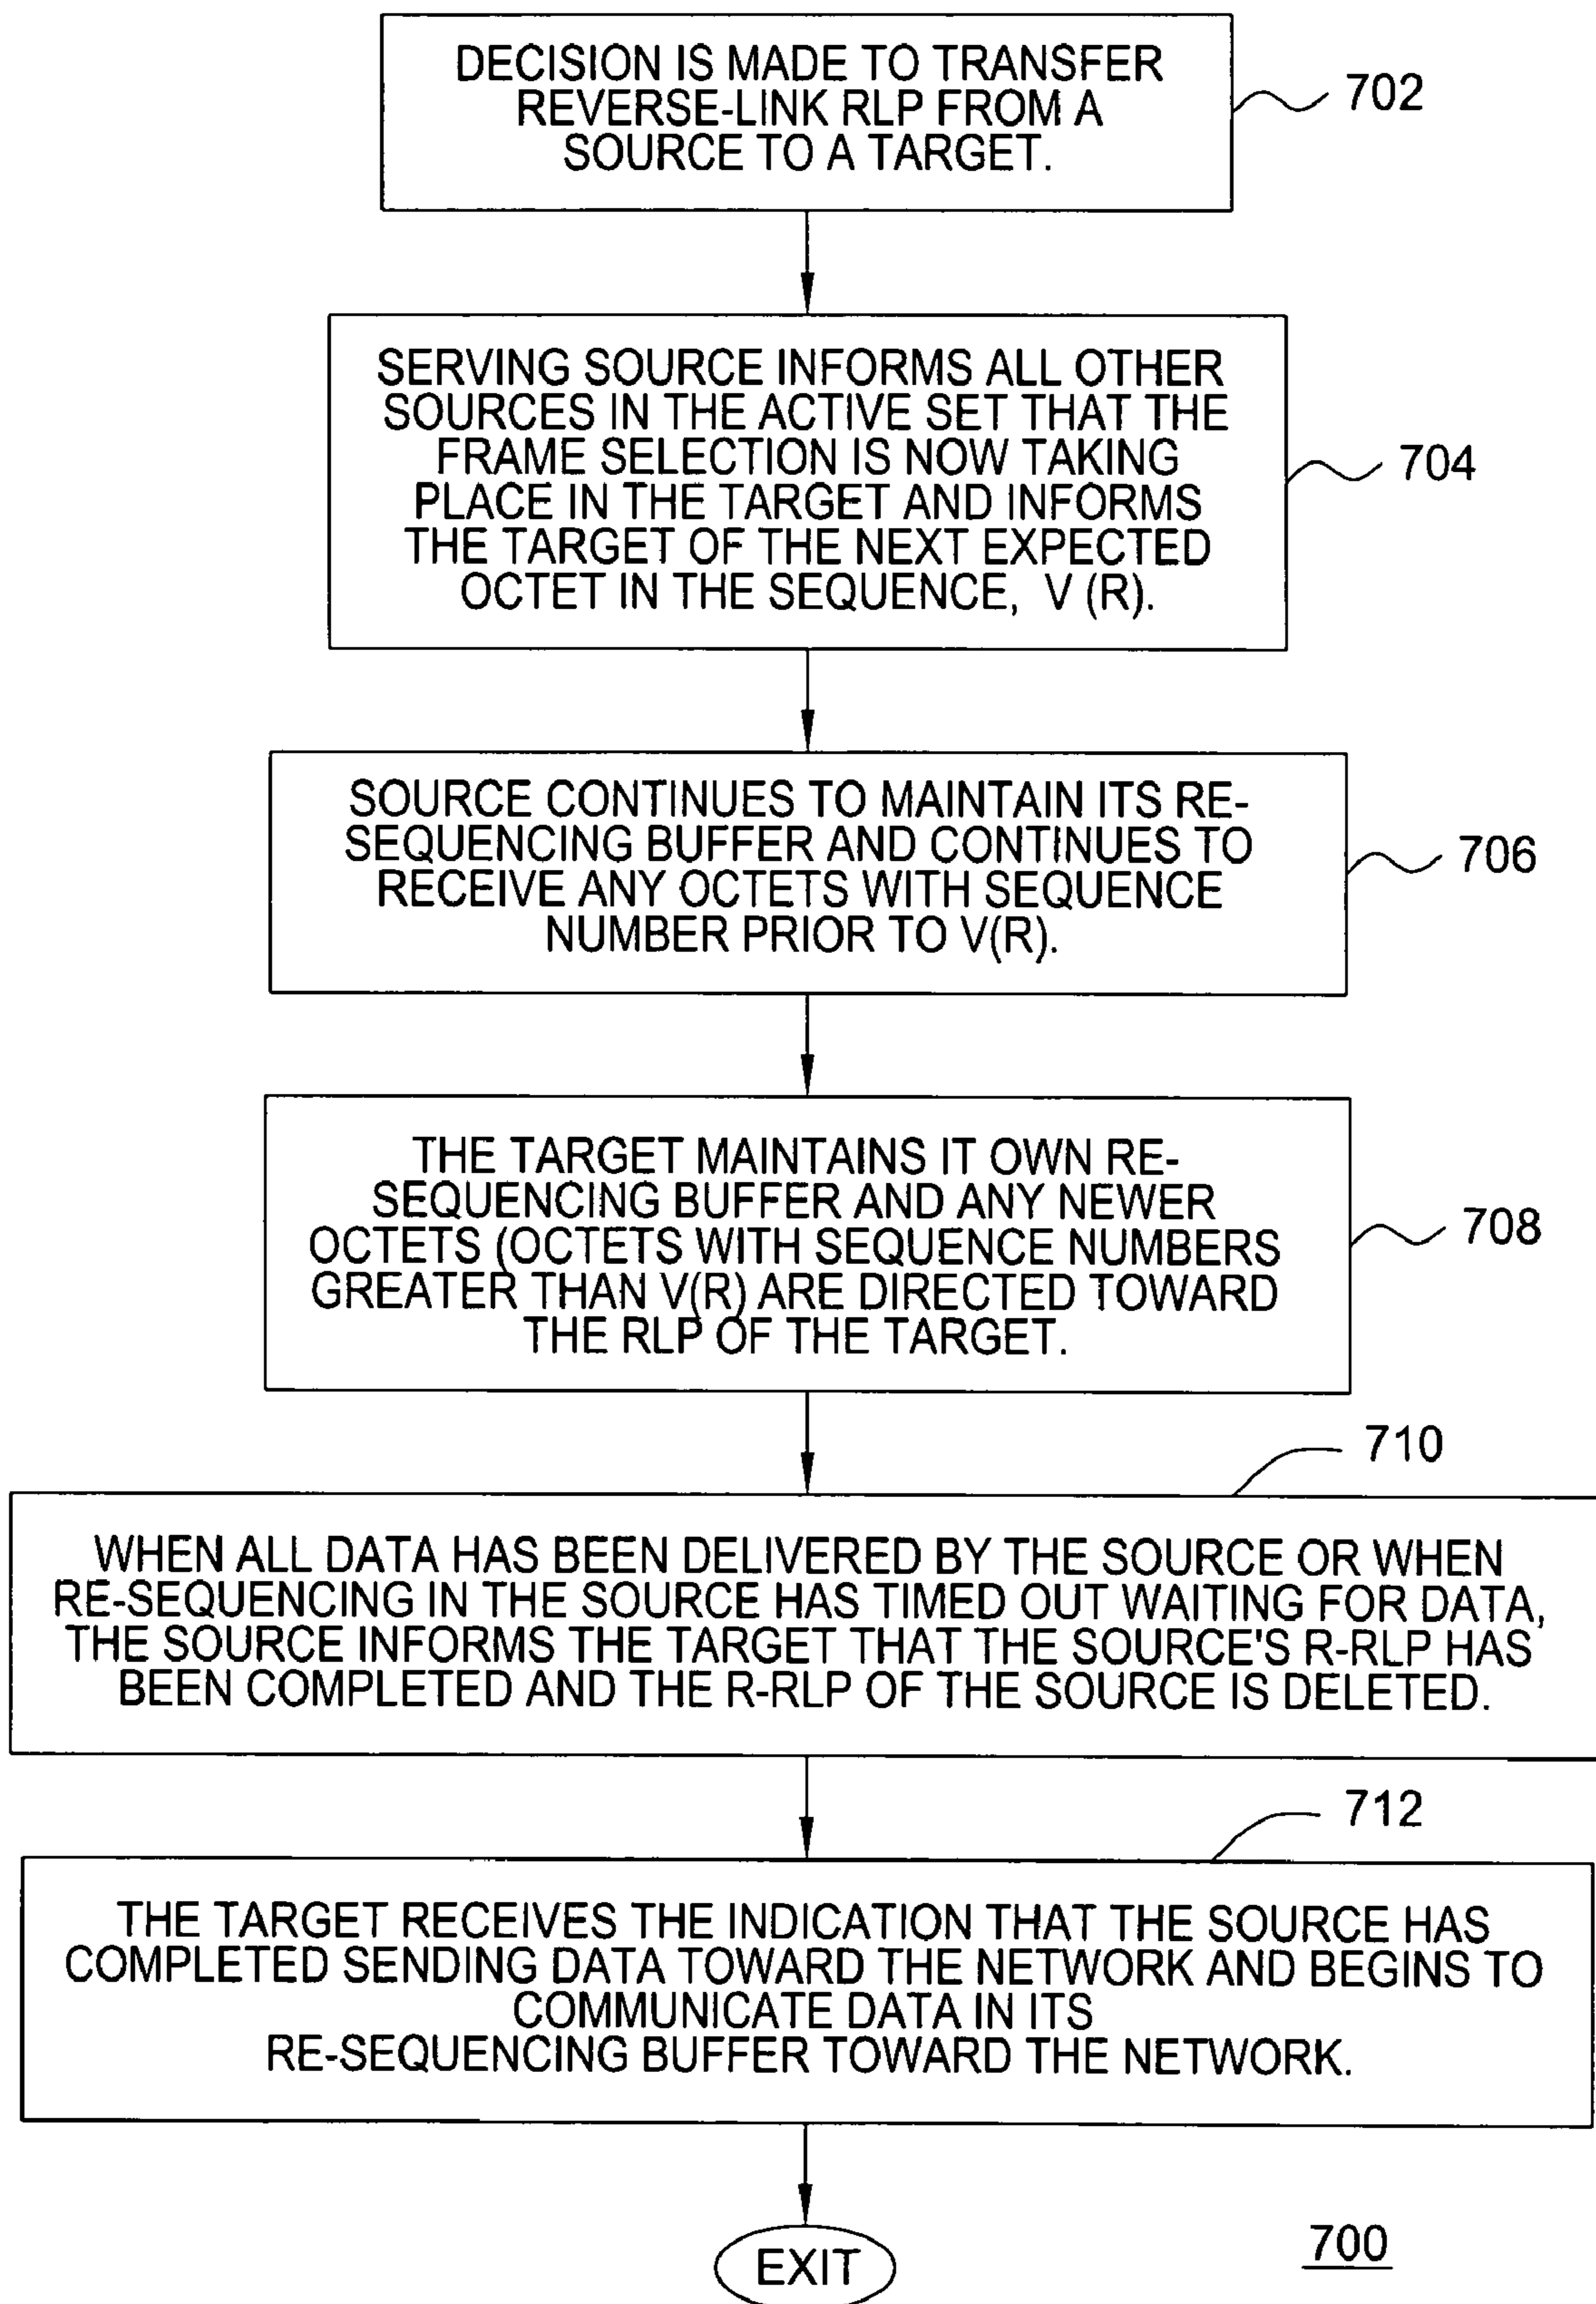 DECISION IS MADE TO TRANSFER
REVERSE-LINK RLP FROM A
SOURCE TO A TARGET.
702
SERVING SOURCE INFORMS ALL OTHER
SOURCES IN THE ACTIVE SET THAT THE
FRAME SELECTION IS NOW TAKING
PLACE IN THE TARGET AND INFORMS
THE TARGET OF THE NEXT EXPECTED
OCTET IN THE SEQUENCE, V (R).
704
SOURCE CONTINUES TO MAINTAIN ITS RE-
SEQUENCING BUFFER AND CONTINUES TO
RECEIVE ANY OCTETS WITH SEQUENCE
NUMBER PRIOR TO V(R).
706
THE TARGET MAINTAINS IT OWN RE-
SEQUENCING BUFFER AND ANY NEWER
OCTETS (OCTETS WITH SEQUENCE NUMBERS
GREATER THAN V(R) ARE DIRECTED TOWARD
THE RLP OF THE TARGET.
708
710
WHEN ALL DATA HAS BEEN DELIVERED BY THE SOURCE OR WHEN
RE-SEQUENCING IN THE SOURCE HAS TIMED OUT WAITING FOR DATA,
THE SOURCE INFORMS THE TARGET THAT THE SOURCE'S R-RLP HAS
BEEN COMPLETED AND THE R-RLP OF THE SOURCE IS DELETED.
712
THE TARGET RECEIVES THE INDICATION THAT THE SOURCE HAS
COMPLETED SENDING DATA TOWARD THE NETWORK AND BEGINS TO
COMMUNICATE DATA IN ITS
RE-SEQUENCING BUFFER TOWARD THE NETWORK.
EXIT
700